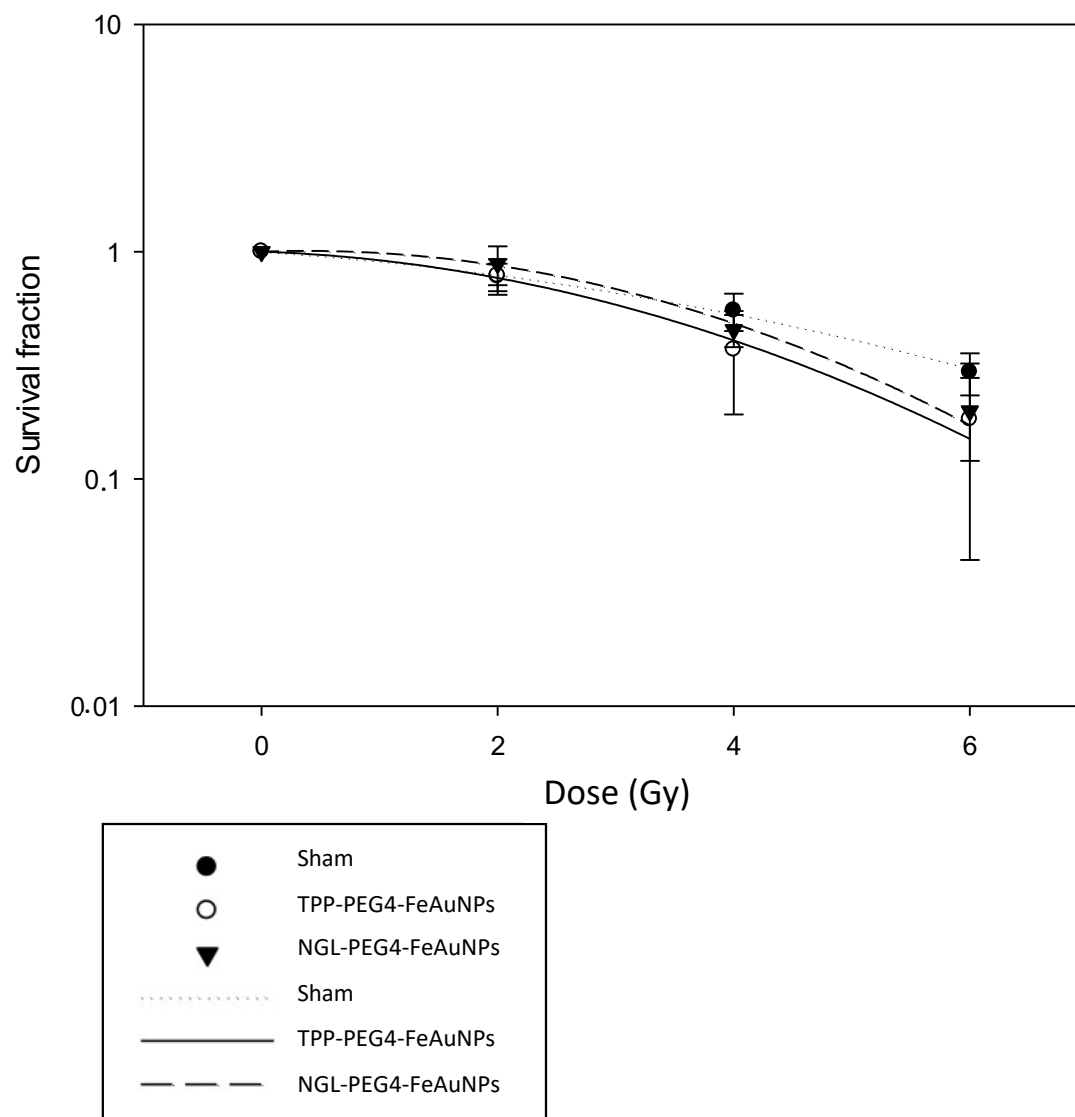 10
1
0.1
0.01
Survival fraction
0 2 4 6
Dose (Gy)
Sham
TPP-PEG4-FeAuNPs
NGL-PEG4-FeAuNPs
Sham
TPP-PEG4-FeAuNPs
NGL-PEG4-FeAuNPs